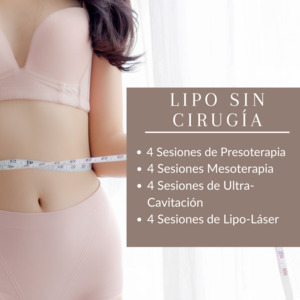 LIPO SIN
CIRUGÍA
4 Sesiones de Presoterapia
4 Sesiones Mesoterapia
4 Sesiones de Ultra-
Cavitación
4 Sesiones de Lipo-Láser